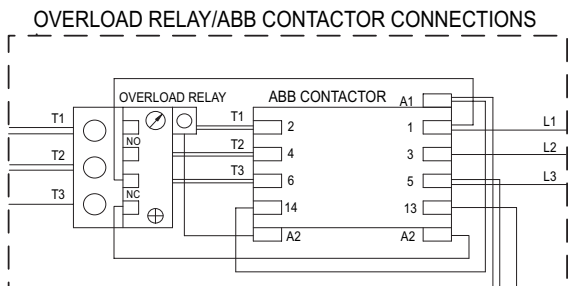 OVERLOAD RELAY/ABB CONTACTOR CONNECTIONS
OVERLOAD RELAY
ABB CONTACTOR
A1
T1
T1
2
1
L1
NO
T2
T2
4
3
L2
T3
T3
6
5
L3
NC
14
13
A2
A2